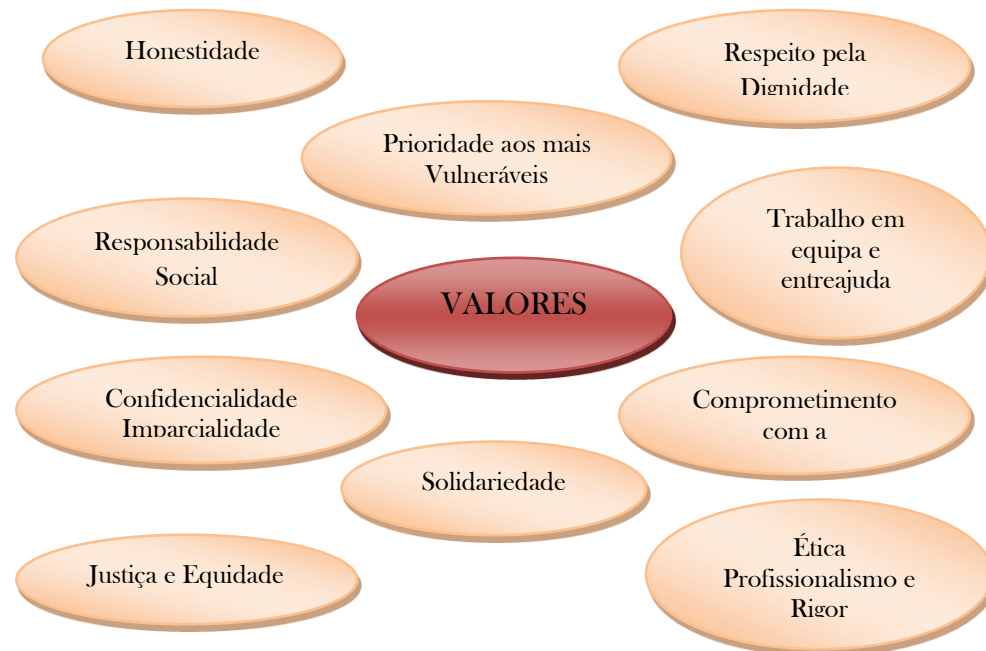 Honestidade
Respeito pela
Dignidade
Prioridade aos mais
Vulneráveis
Responsabilidade
Social
Trabalho em
equipa e
entreajuda
VALORES
Confidencialidade
Imparcialidade
Comprometimento
com a
Solidariedade
Justiça e Equidade
Ética
Profissionalismo e
Rigor